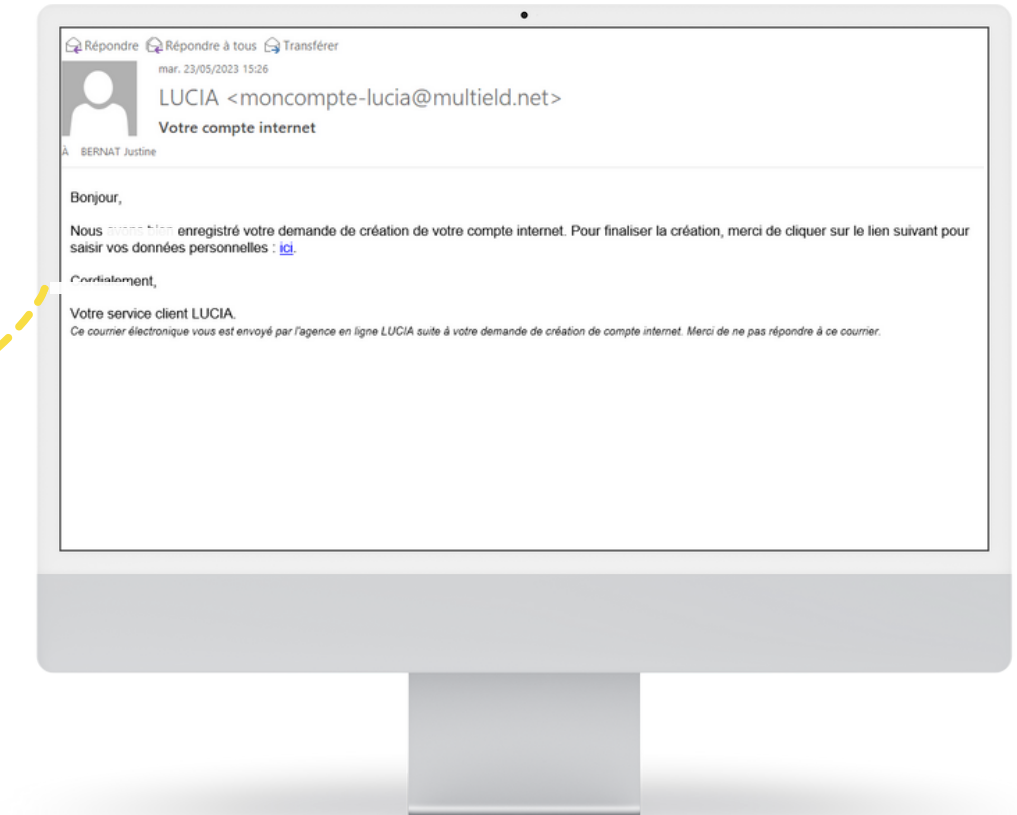 Répondre Répondre à tous Transférer
mar. 23/05/2023 15:26
LUCIA <moncompte-lucia@multield.net>
Votre compte internet
À BERNAT Justine
Bonjour,
Nous enregistré votre demande de création de votre compte internet. Pour finaliser la création, merci de cliquer sur le lien suivant pour
saisir vos données personnelles : ici.
Cordialement,
Votre service client LUCIA.
Ce courrier électronique vous est envoyé par l'agence en ligne LUCIA suite à votre demande de création de compte internet. Merci de ne pas répondre à ce courrier.